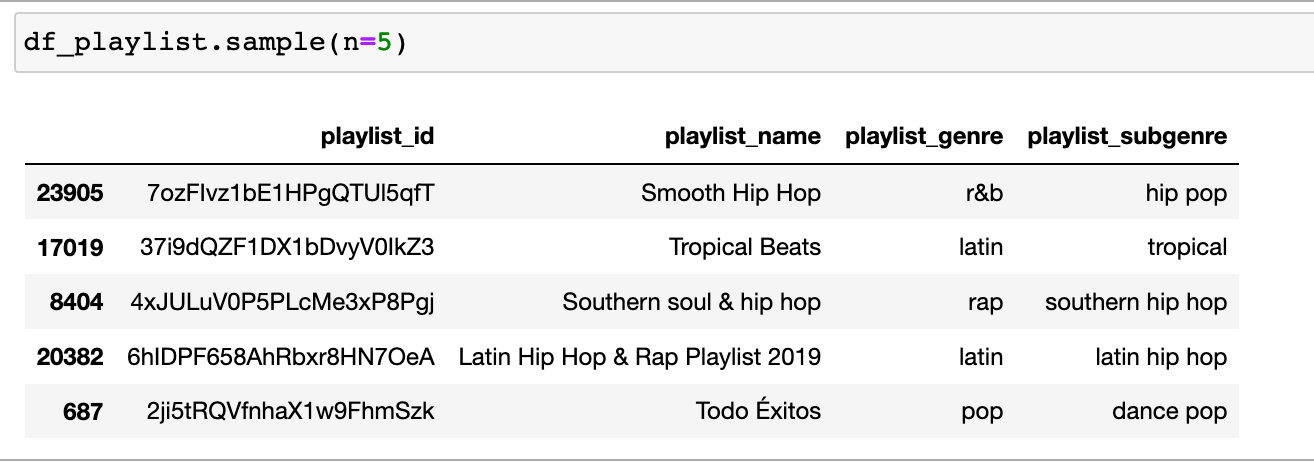 df_playlist.sample(n=5)
playlist_id playlist_name playlist_genre playlist_subgenre
23905 7ozFIvz1bE1HPgQTUl5qfT Smooth Hip Hop r&b hip pop
17019 37i9dQZF1DX1bDvyV0IkZ3 Tropical Beats latin tropical
8404 4xJULuV0P5PLcMe3xP8Pgj Southern soul & hip hop rap southern hip hop
20382 6hIDPF658AhRbxr8HN7OeA Latin Hip Hop & Rap Playlist 2019 latin latin hip hop
687 2ji5tRQVfnhaX1w9FhmSzk Todo Éxitos pop dance pop